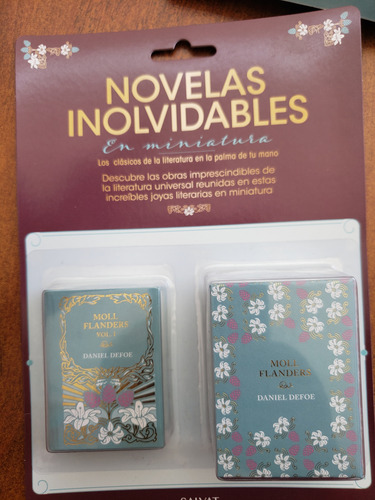 NOVELAS
INOLVIDABLES
En miniatura
Los clásicos de la literatura en la palma de tu mano
Descubre las obras imprescindibles de
la literatura universal reunidas en estas
increíbles joyas literarias en miniatura
MOLL
FLANDERS
VOL. I
DANIEL DEFOE
MOLL
FLANDERS
DANIEL DEFOE
SALVAT